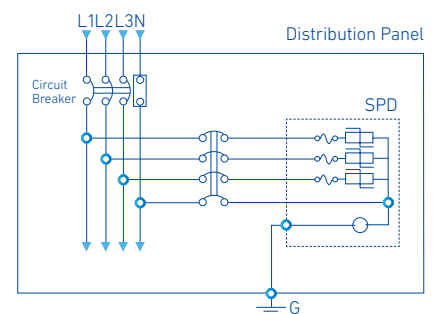 L1L2L3N
Distribution Panel
Circuit
Breaker
SPD
G